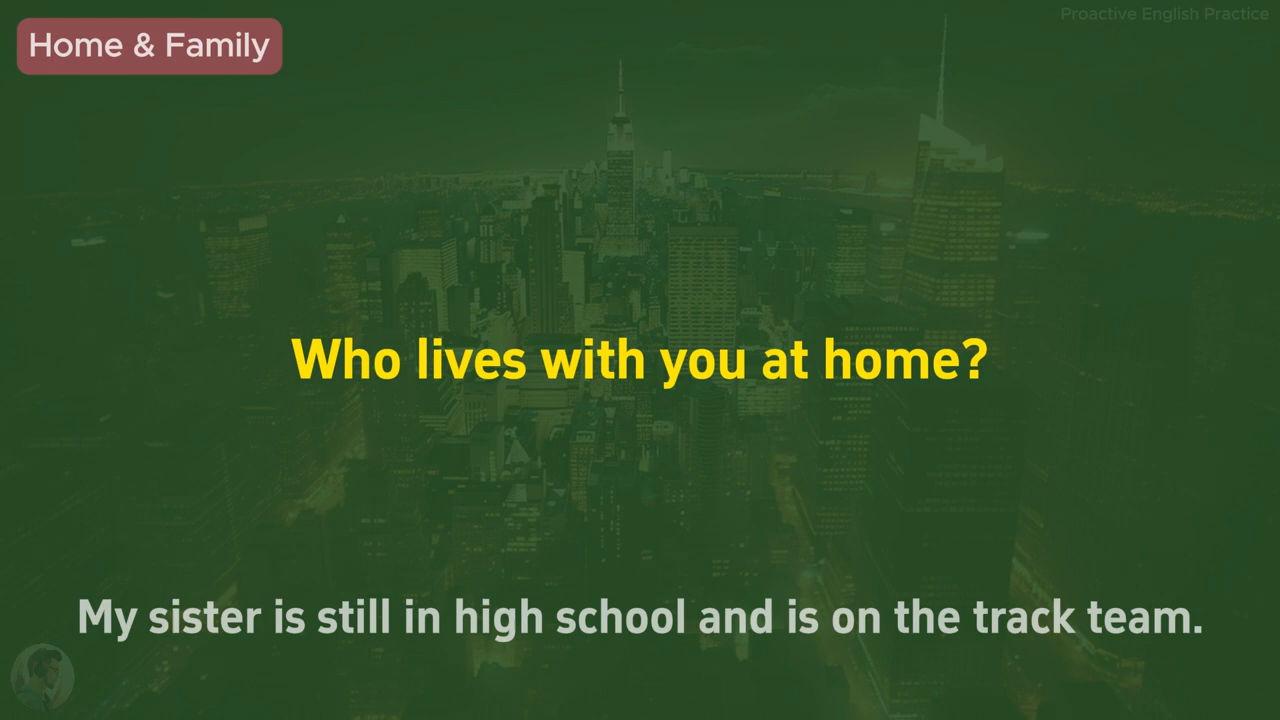 Proactive English Practice
Home & Family
Who lives with you at home?
My sister is still in high school and is on the track team.